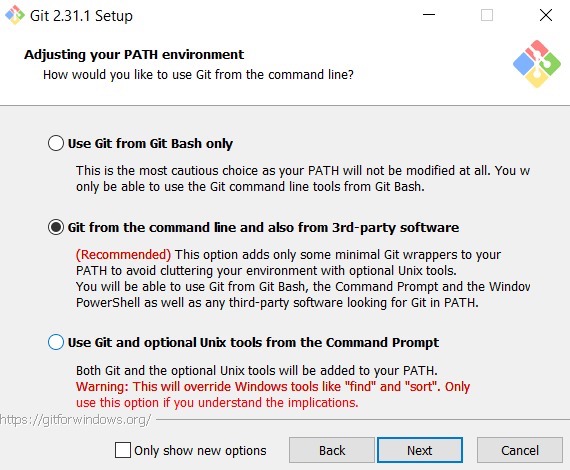 Git 2.31.1 Setup
Adjusting your PATH environment
How would you like to use Git from the command line?
Use Git from Git Bash only
This is the most cautious choice as your PATH will not be modified at all. You w
only be able to use the Git command line tools from Git Bash.
Git from the command line and also from 3rd-party software
(Recommended) This option adds only some minimal Git wrappers to your
PATH to avoid cluttering your environment with optional Unix tools.
You will be able to use Git from Git Bash, the Command Prompt and the Window
PowerShell as well as any third-party software looking for Git in PATH.
Use Git and optional Unix tools from the Command Prompt
Both Git and the optional Unix tools will be added to your PATH.
Warning: This will override Windows tools like "find" and "sort". Only
use this option if you understand the implications.
https://gitforwindows.org/
Only show new options
Back
Next
Cancel